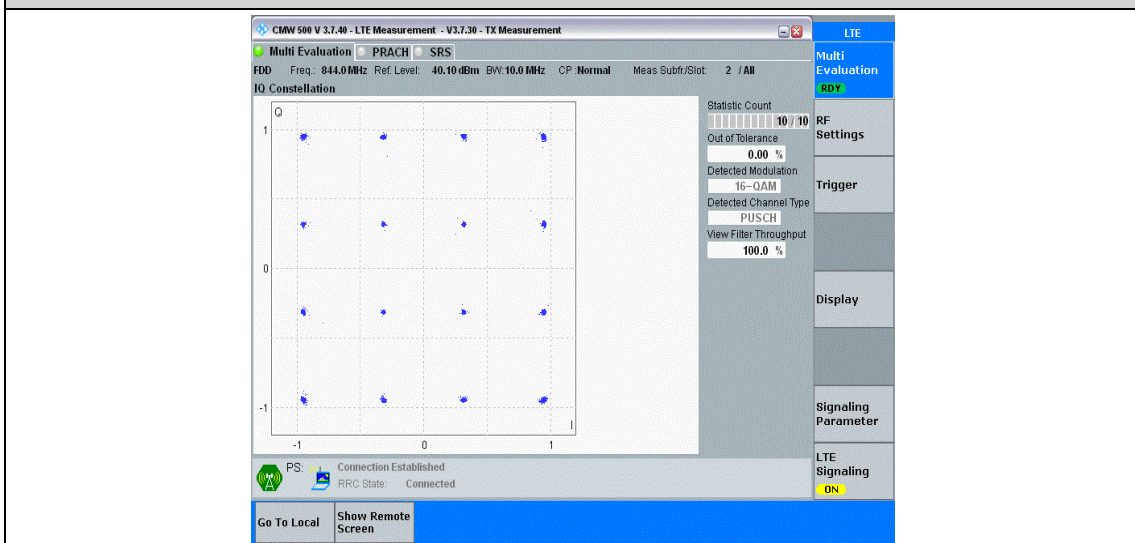 CMW 500 V 3.7.40 - LTE Measurement - V3.7.30 - TX Measurement
LTE
Multi Evaluation PRACH SRS
FDD Freq.: 844.0 MHz Ref. Level: 40.10 dBm BW: 10.0 MHz CP :Normal Meas Subfr./Slot: 2 / All
IQ Constellation
Q
1
0
-1
-1 0 1
I
Statistic Count
10 / 10
Out of Tolerance
0.00 %
Detected Modulation
16-QAM
Detected Channel Type
PUSCH
View Filter Throughput
100.0 %
Multi
Evaluation
RDY
RF
Settings
Trigger
Display
Signaling
Parameter
LTE
Signaling
ON
PS: Connection Established
RRC State: Connected
Go To Local
Show Remote
Screen